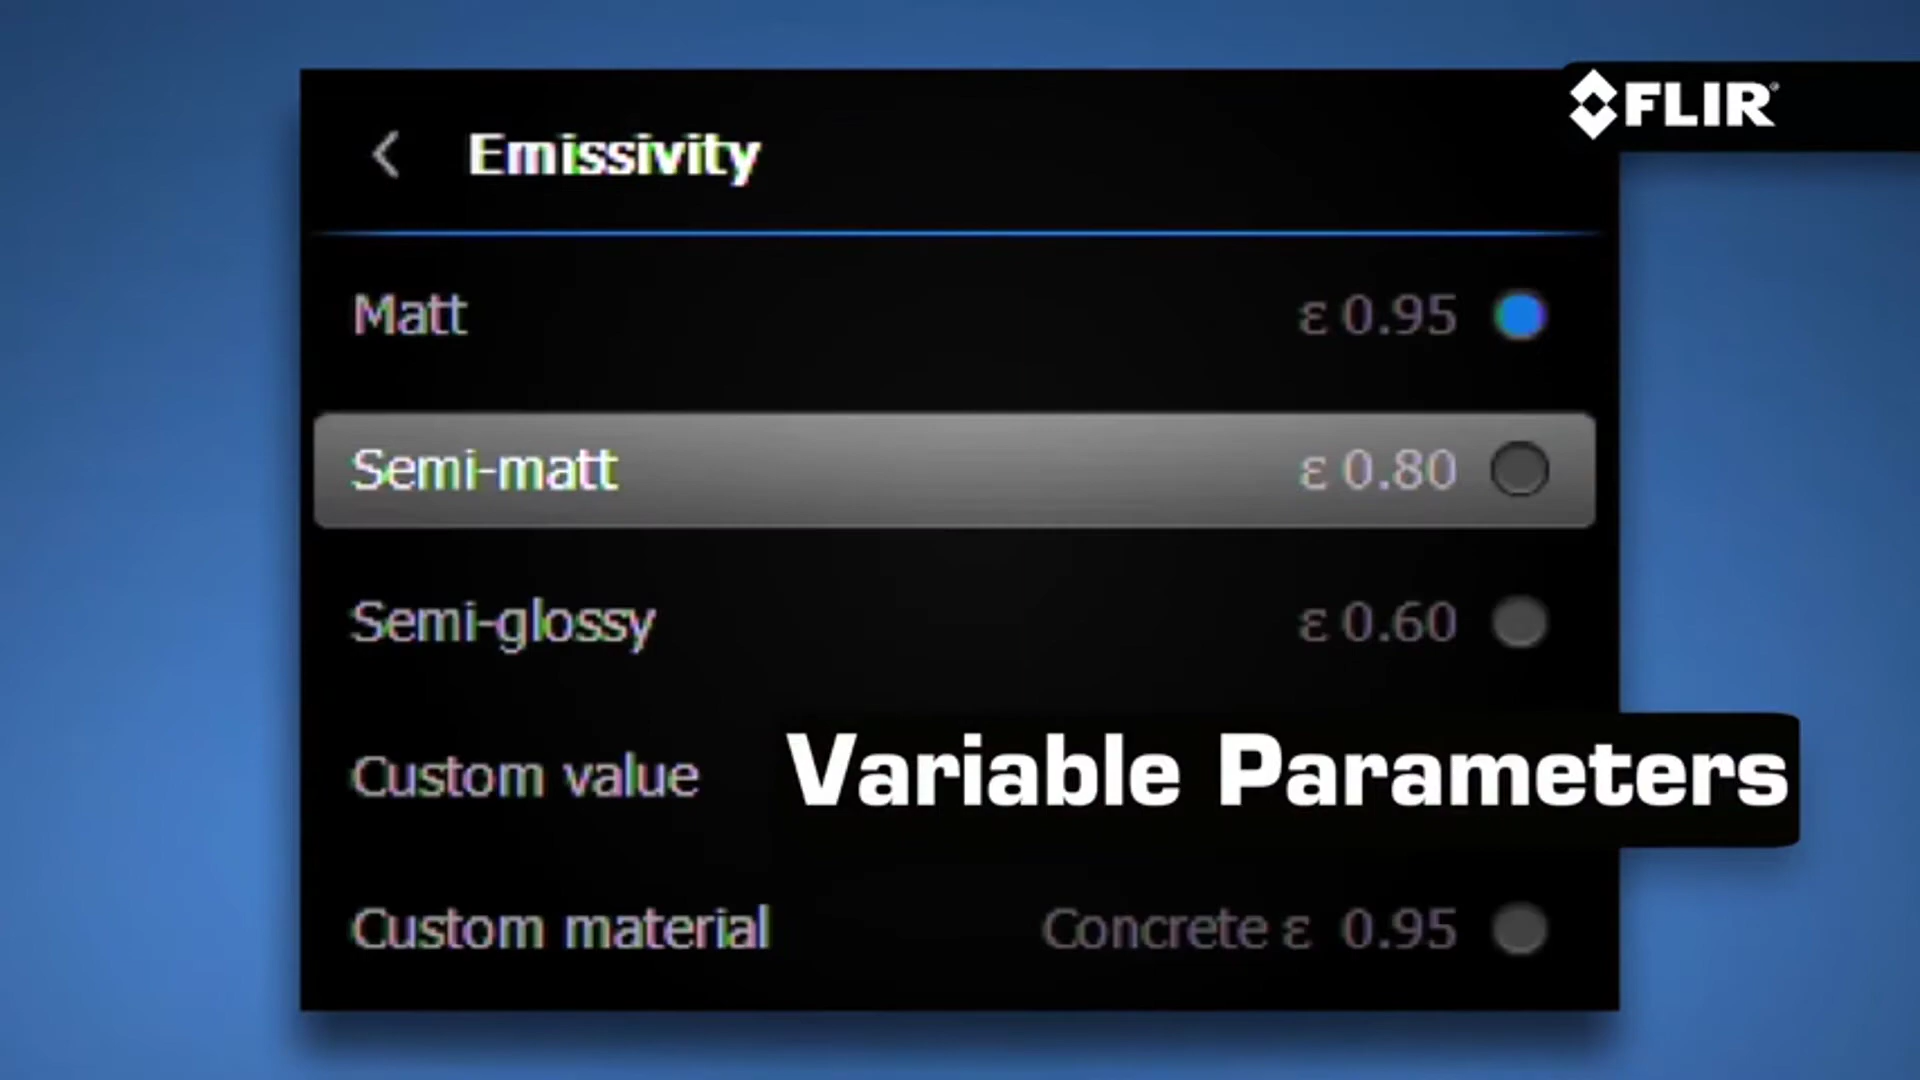 FLIR
Emissivity
Matt ε 0.95
Semi-matt ε 0.80
Semi-glossy ε 0.60
Custom value
Variable Parameters
Custom material Concrete ε 0.95